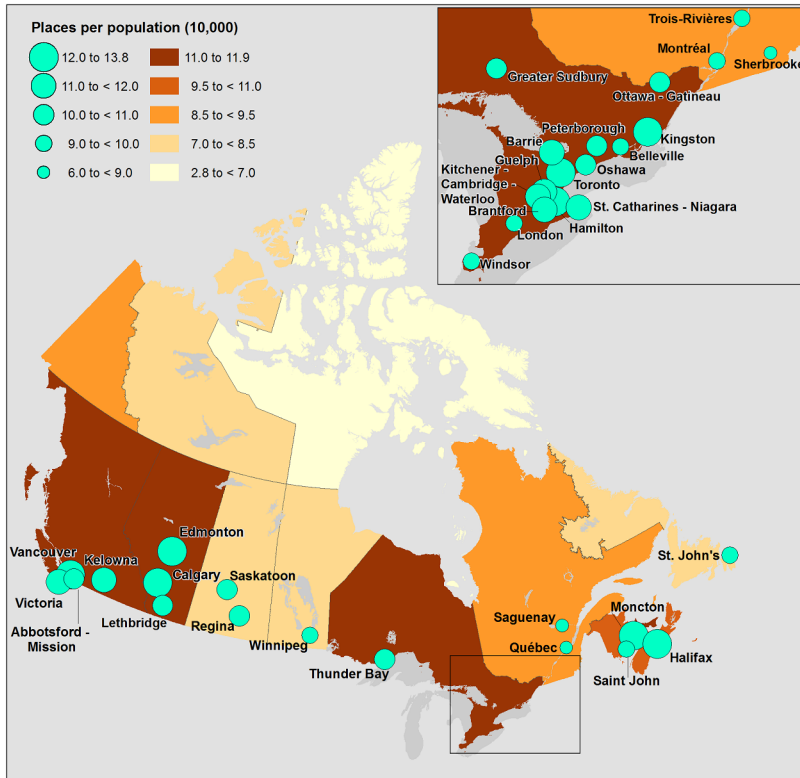 Places per population (10,000)
12.0 to 13.8
11.0 to 11.9
11.0 to < 12.0
9.5 to < 11.0
10.0 to < 11.0
8.5 to < 9.5
9.0 to < 10.0
7.0 to < 8.5
6.0 to < 9.0
2.8 to < 7.0
Trois-Rivières
Montréal
Sherbrooke
Greater Sudbury
Ottawa - Gatineau
Peterborough
Kingston
Barrie
Belleville
Guelph
Oshawa
Kitchener -
Cambridge -
Waterloo
Toronto
Brantford
St. Catharines - Niagara
Hamilton
London
Windsor
Edmonton
Vancouver
Kelowna
Calgary
Saskatoon
St. John's
Victoria
Abbotsford -
Mission
Lethbridge
Regina
Winnipeg
Thunder Bay
Saguenay
Québec
Moncton
Halifax
Saint John